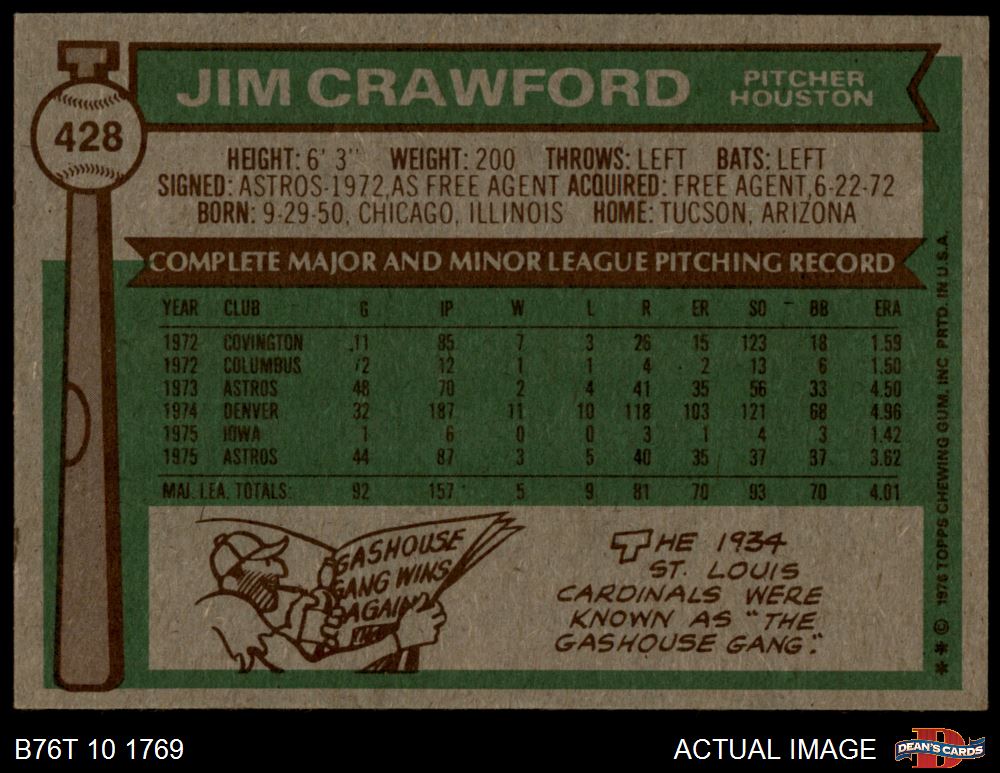 428
JIM CRAWFORD
PITCHER
HOUSTON
HEIGHT: 6' 3" WEIGHT: 200 THROWS: LEFT BATS: LEFT
SIGNED: ASTROS-1972, AS FREE AGENT ACQUIRED: FREE AGENT, 6-22-72
BORN: 9-29-50, CHICAGO, ILLINOIS HOME: TUCSON, ARIZONA
COMPLETE MAJOR AND MINOR LEAGUE PITCHING RECORD
YEAR CLUB G IP W L R ER SO BB ERA
1972 COVINGTON 11 85 7 3 26 15 123 18 1.59
1972 COLUMBUS 2 12 1 1 4 2 13 6 1.50
1973 ASTROS 48 70 2 4 41 35 56 33 4.50
1974 DENVER 32 187 11 10 118 103 121 68 4.96
1975 IOWA 1 6 0 0 3 1 4 3 1.42
1975 ASTROS 44 87 3 5 40 35 37 37 3.62
MAJ. LEA. TOTALS: 92 157 5 9 81 70 93 70 4.01
GASHOUSE
GANG WINS
AGAIN
THE 1934
ST. LOUIS
CARDINALS WERE
KNOWN AS "THE
GASHOUSE GANG."
* * © 1976 TOPPS CHEWING GUM, INC PRTD. IN U.S.A.
B76T 10 1769
ACTUAL IMAGE
DEAN'S CARDS